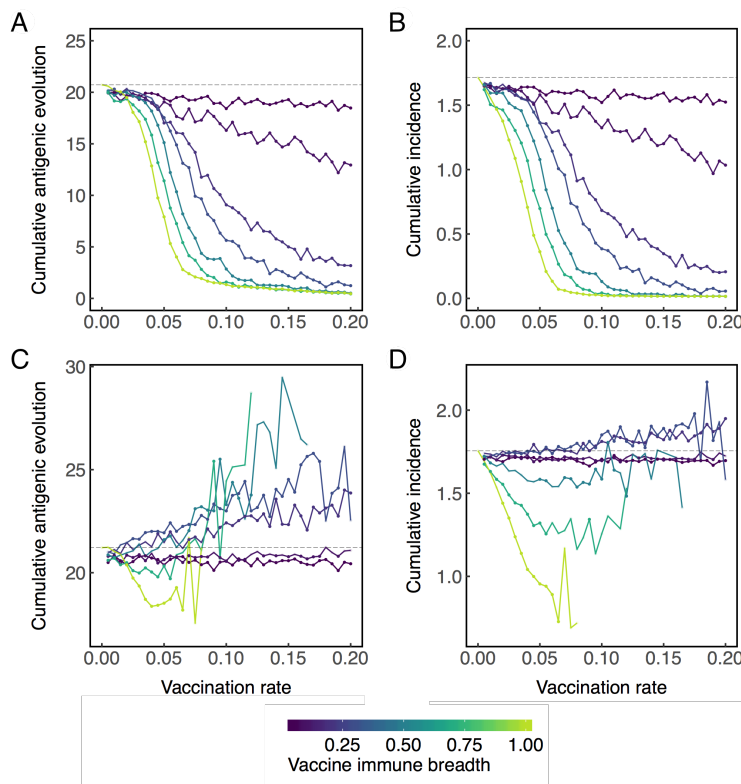 A
B
25
20
15
10
5
0
Cumulative antigenic evolution
0.00 0.05 0.10 0.15 0.20
2.0
1.5
1.0
0.5
0.0
Cumulative incidence
0.00 0.05 0.10 0.15 0.20
C
D
30
25
20
Cumulative antigenic evolution
0.00 0.05 0.10 0.15 0.20
Vaccination rate
2.0
1.5
1.0
Cumulative incidence
0.00 0.05 0.10 0.15 0.20
Vaccination rate
0.25 0.50 0.75 1.00
Vaccine immune breadth